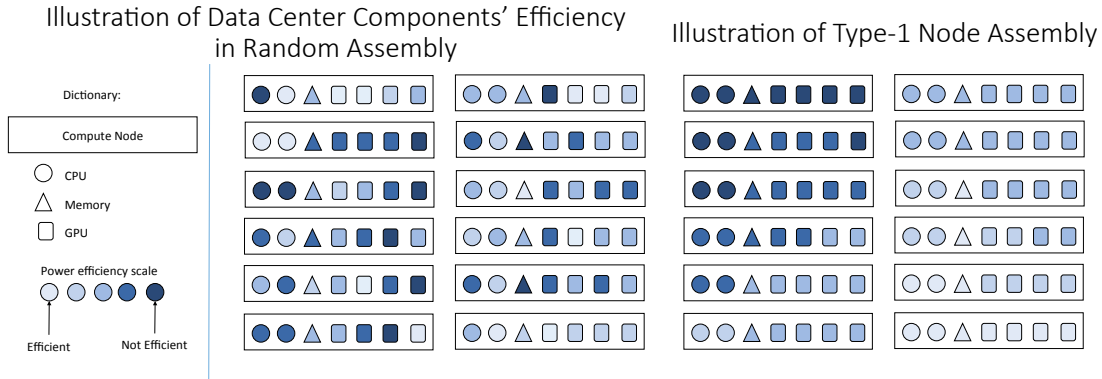 Illustration of Data Center Components’ Efficiency
in Random Assembly
Illustration of Type-1 Node Assembly
Dictionary:
Compute Node
CPU
Memory
GPU
Power efficiency scale
Efficient
Not Efficient